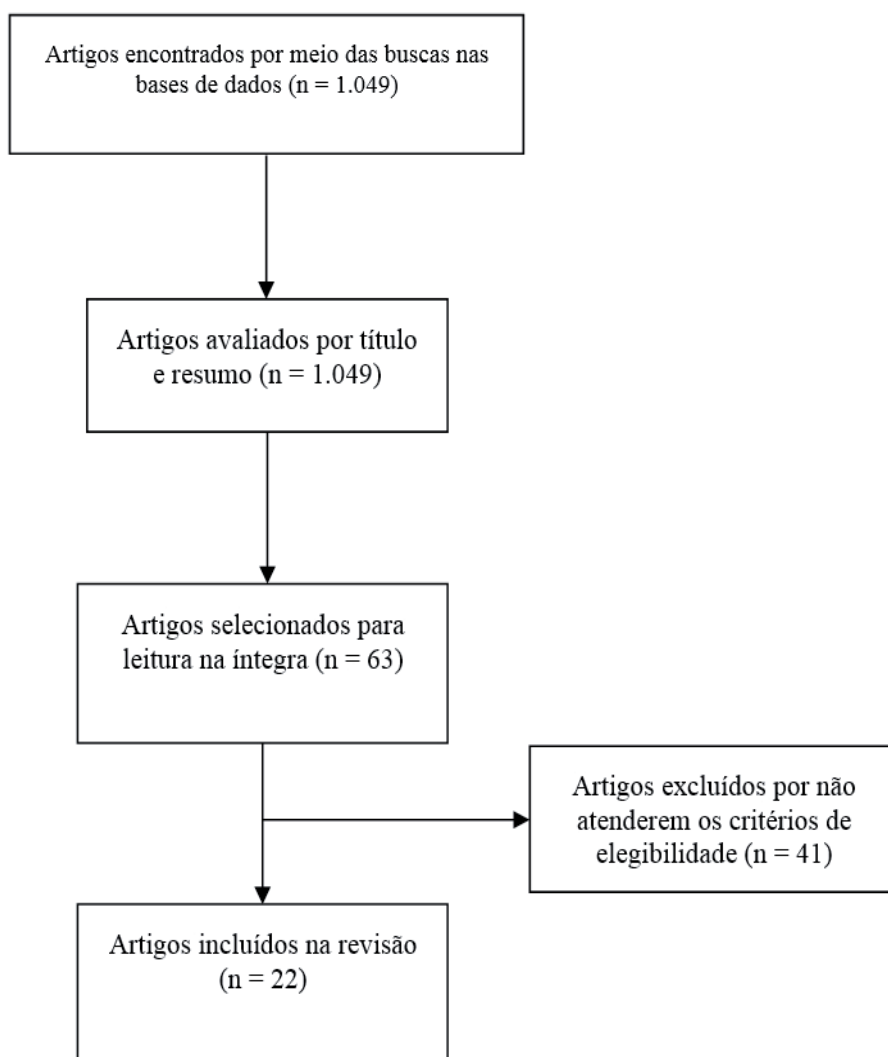 Artigos encontrados por meio das buscas nas
bases de dados (n = 1.049)
Artigos avaliados por título
e resumo (n = 1.049)
Artigos selecionados para
leitura na íntegra (n = 63)
Artigos excluídos por não
atenderem os critérios de
elegibilidade (n = 41)
Artigos incluídos na revisão
(n = 22)